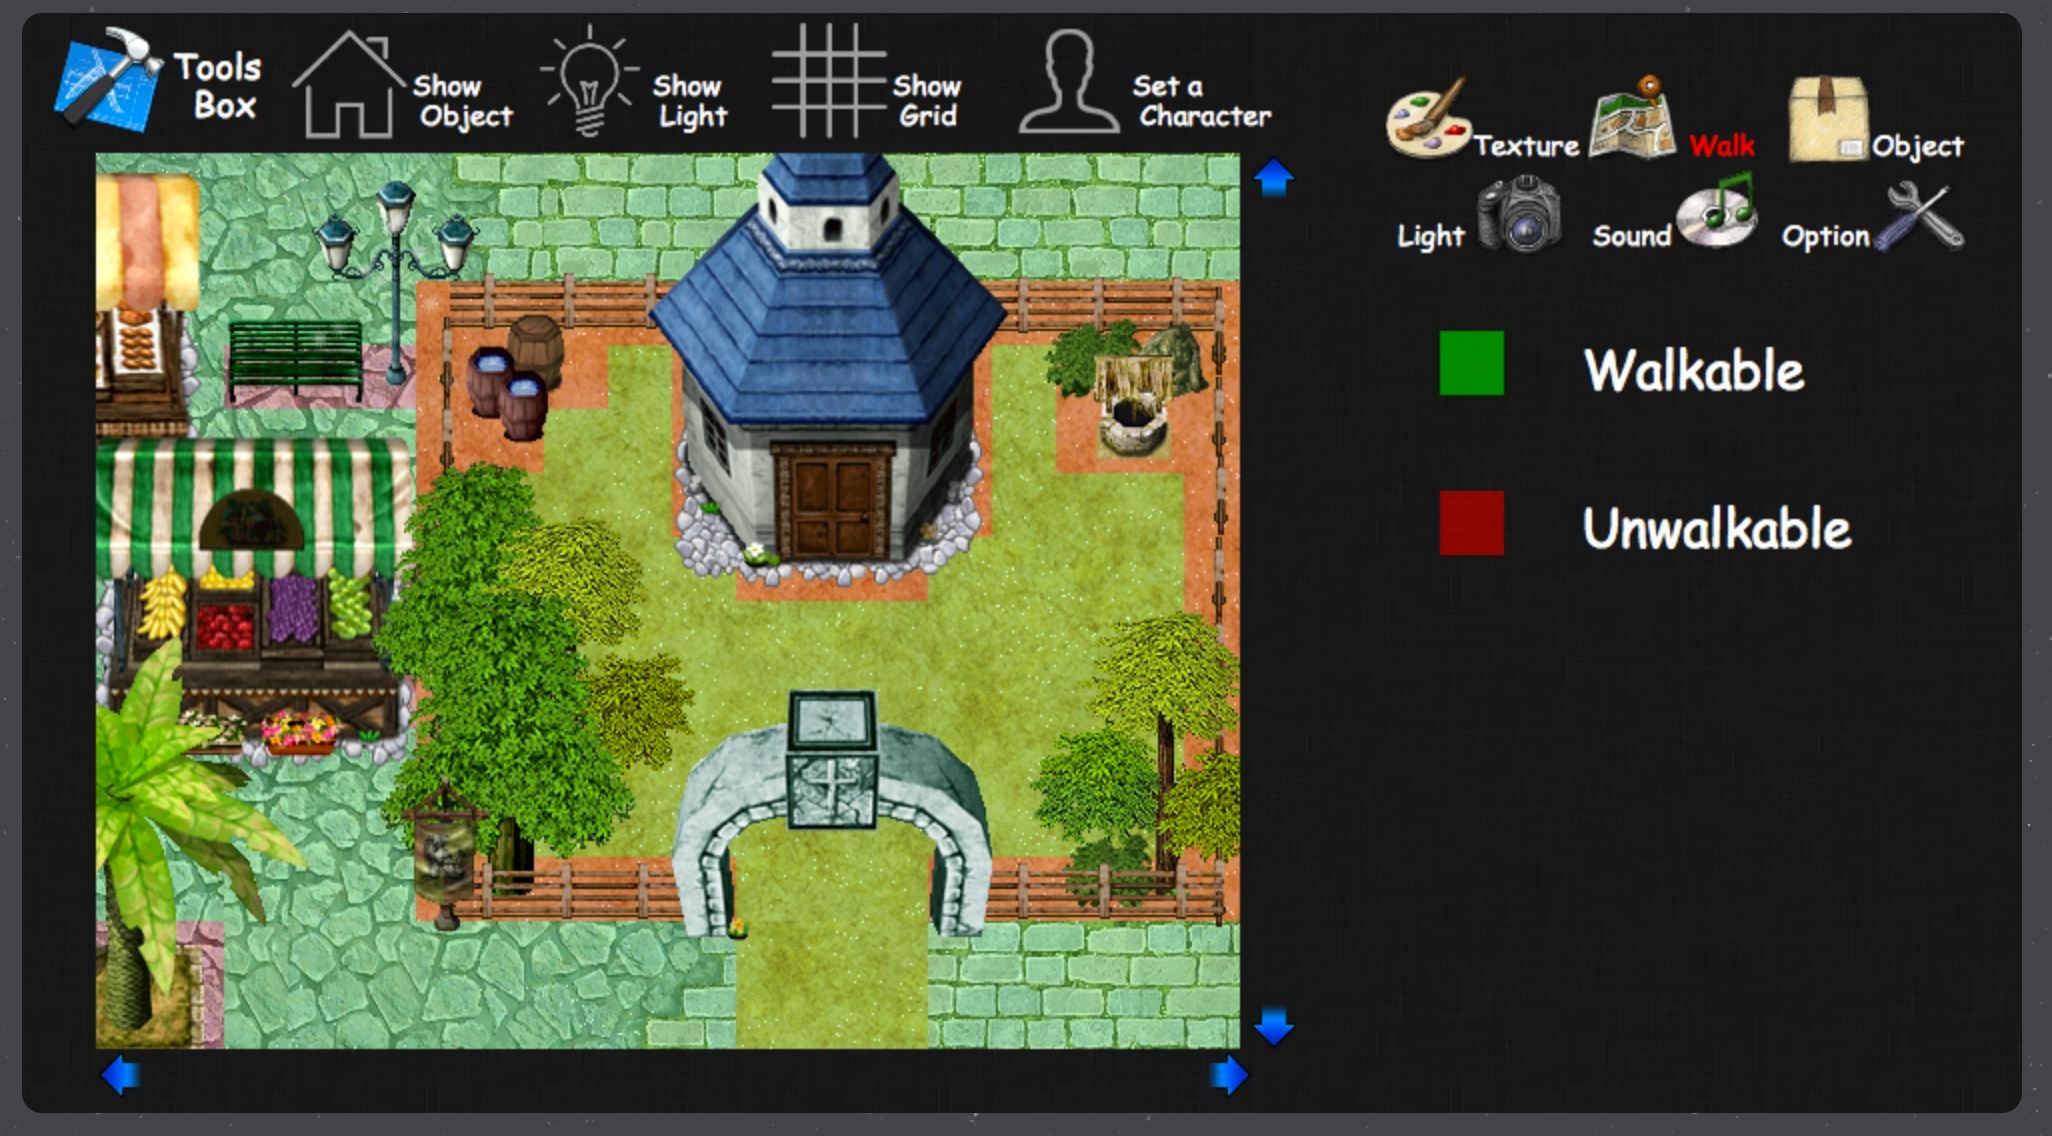 Tools
Box
Show
Object
Show
Light
Show
Grid
Set a
Character
Texture
Walk
Object
Light
Sound
Option
Walkable
Unwalkable